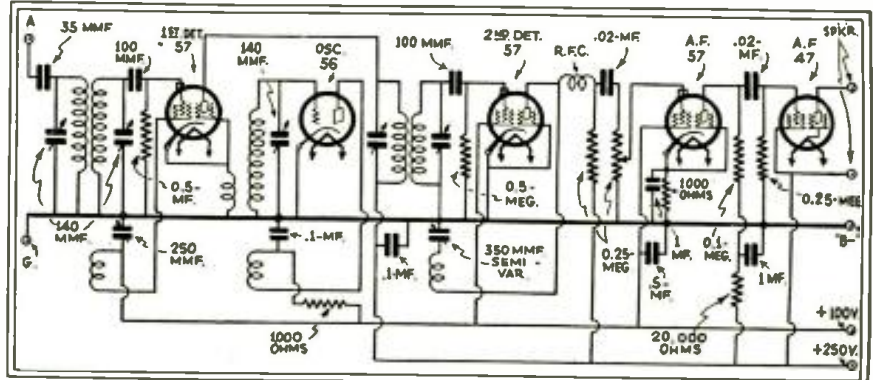 A
35 MMF
100 MMF.
1ST. DET. 57
140 MMF.
OSC. 56
100 MMF.
2ND. DET. 57
R.F.C.
.02-MF.
A.F. 57
.02-MF.
A.F. 47
SPKR.
0.5-MF.
0.5-MEG.
1000 OHMS
0.25-MEG.
140 MMF.
G.
250 MMF.
.1-MF.
.1-MF.
350 MMF SEMI-VAR.
0.25-MEG
.5-MF.
1 MF.
0.1-MEG.
1 MF.
"B-"
1,000 OHMS
20,000 OHMS
+100V.
+250V.